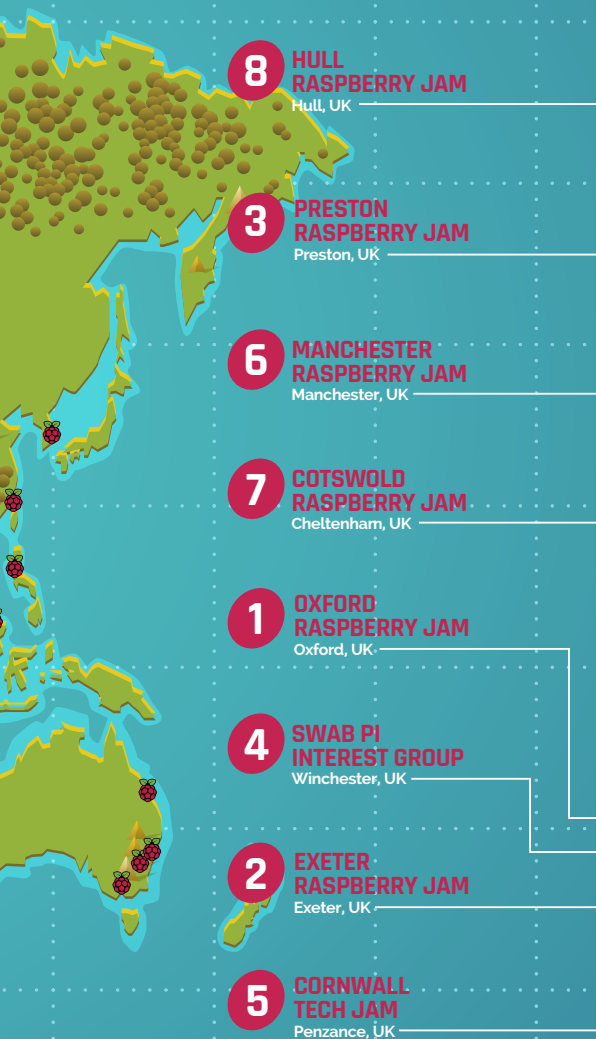 8
HULL
RASPBERRY JAM
Hull, UK
3
PRESTON
RASPBERRY JAM
Preston, UK
6
MANCHESTER
RASPBERRY JAM
Manchester, UK
7
COTSWOLD
RASPBERRY JAM
Cheltenham, UK
1
OXFORD
RASPBERRY JAM
Oxford, UK
4
SWAB PI
INTEREST GROUP
Winchester, UK
2
EXETER
RASPBERRY JAM
Exeter, UK
5
CORNWALL
TECH JAM
Penzance, UK